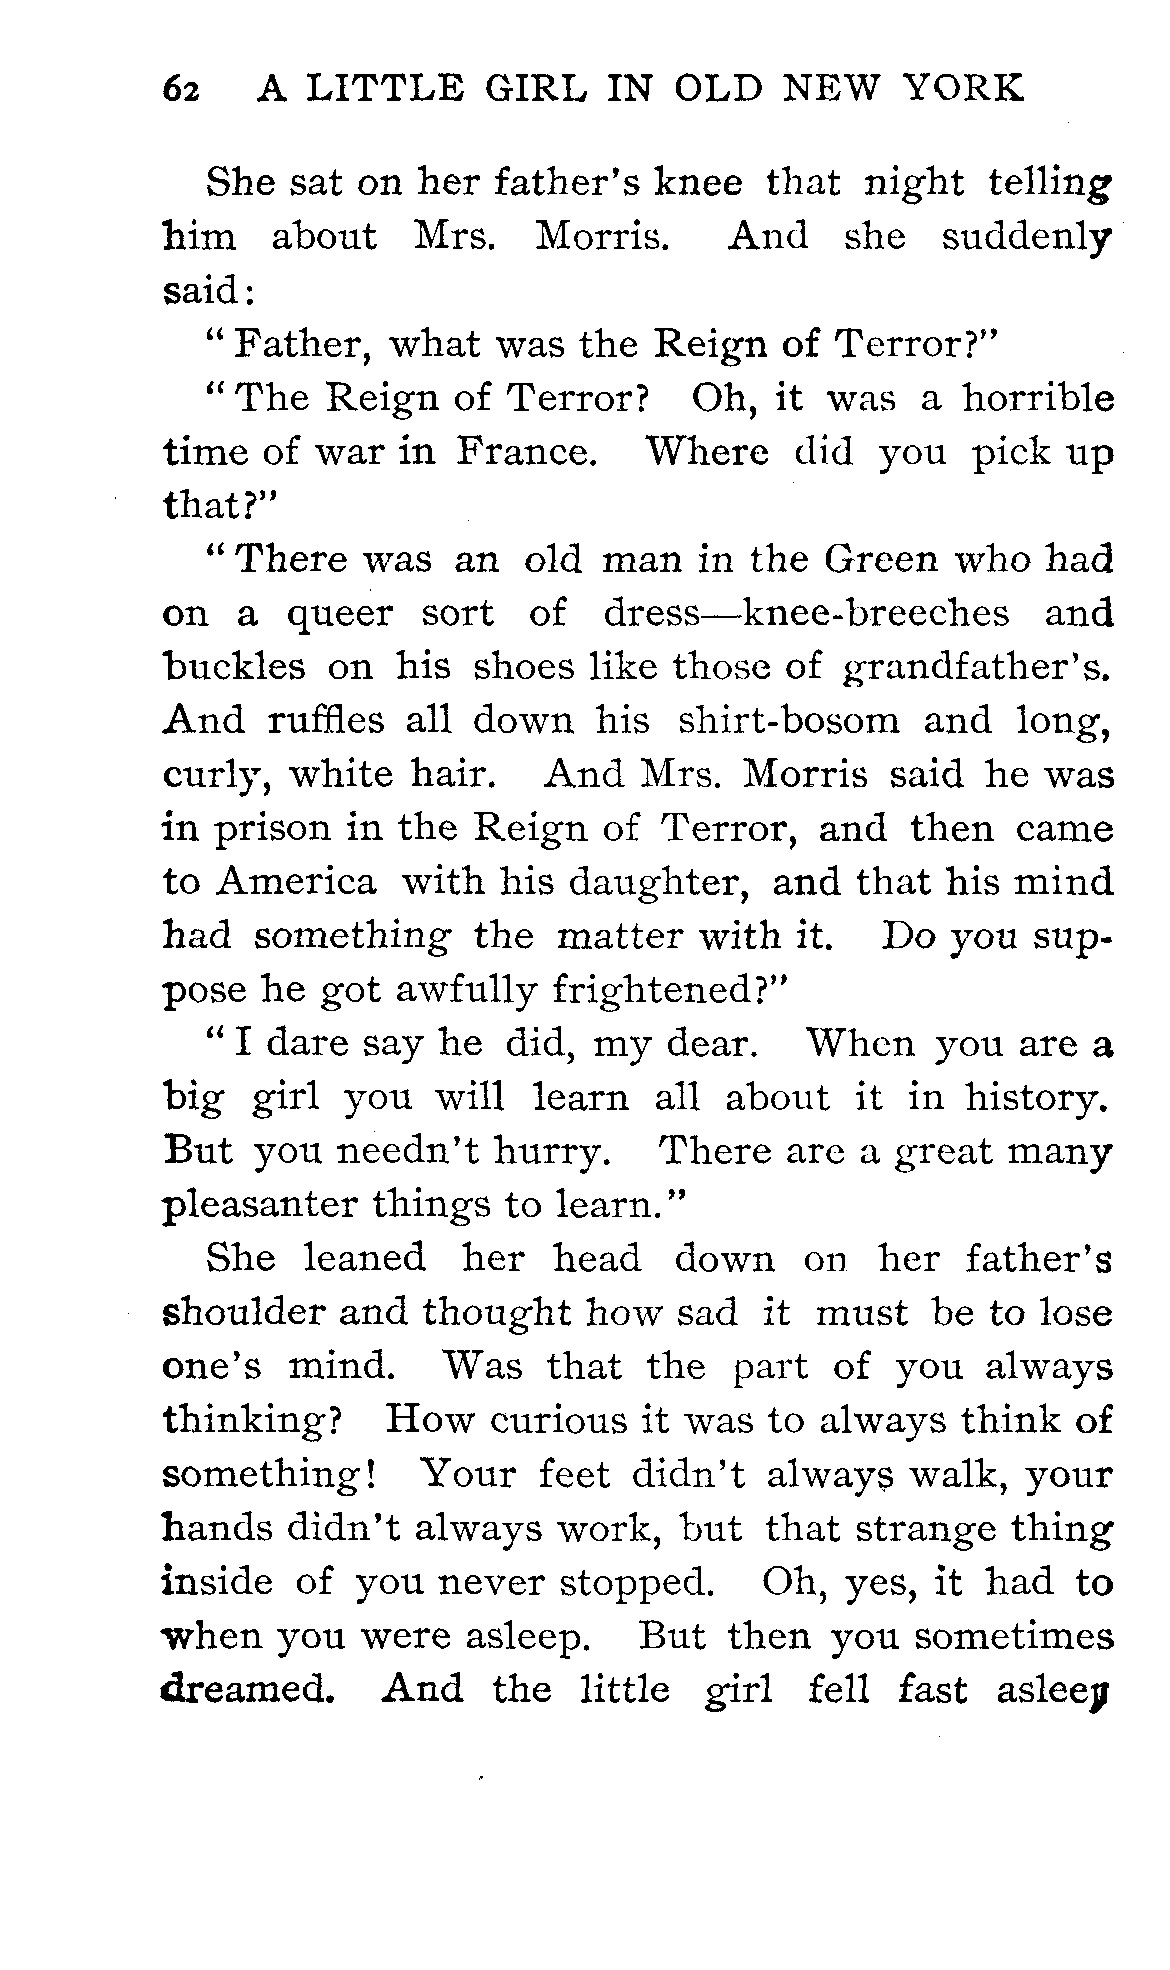 62 A LITTLE GIRL IN OLD NEW YORK
She sat on her father's knee that night telling
him about Mrs. Morris. And she suddenly
said:
"Father, what was the Reign of Terror?"
"The Reign of Terror? Oh, it was a horrible
time of war in France. Where did you pick up
that?"
"There was an old man in the Green who had
on a queer sort of dress—knee-breeches and
buckles on his shoes like those of grandfather's.
And ruffles all down his shirt-bosom and long,
curly, white hair. And Mrs. Morris said he was
in prison in the Reign of Terror, and then came
to America with his daughter, and that his mind
had something the matter with it. Do you sup-
pose he got awfully frightened?"
"I dare say he did, my dear. When you are a
big girl you will learn all about it in history.
But you needn't hurry. There are a great many
pleasanter things to learn."
She leaned her head down on her father's
shoulder and thought how sad it must be to lose
one's mind. Was that the part of you always
thinking? How curious it was to always think of
something! Your feet didn't always walk, your
hands didn't always work, but that strange thing
inside of you never stopped. Oh, yes, it had to
when you were asleep. But then you sometimes
dreamed. And the little girl fell fast asleep